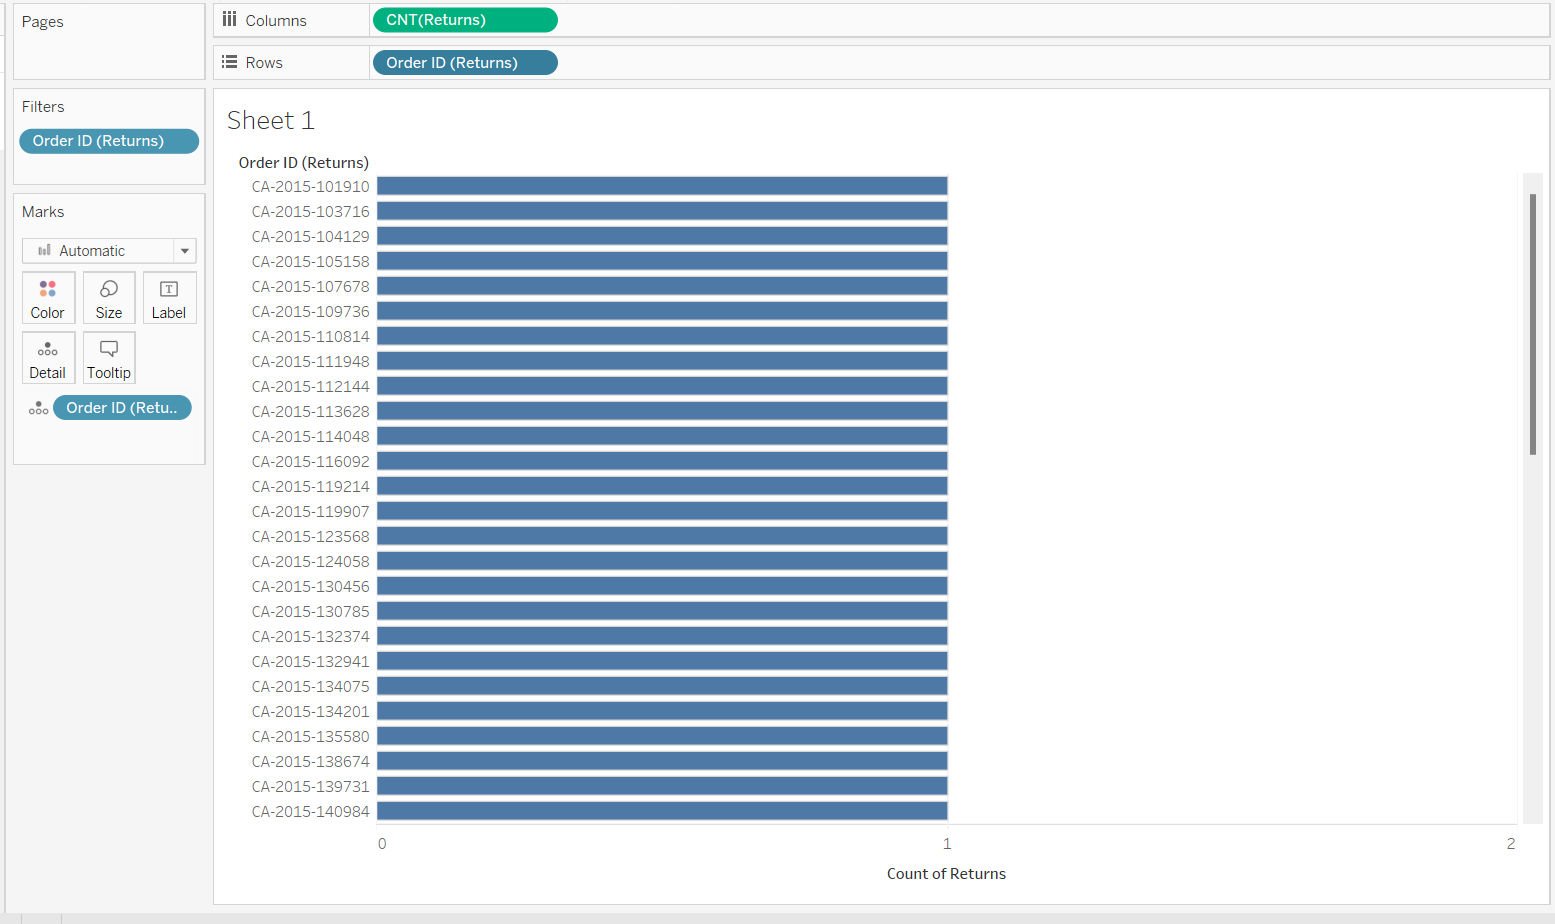 Pages
Columns
CNT(Returns)
Rows
Order ID (Returns)
Filters
Order ID (Returns)
Marks
Automatic
Color
Size
Label
Detail
Tooltip
Order ID (Retu..
Sheet 1
Order ID (Returns)
CA-2015-101910
CA-2015-103716
CA-2015-104129
CA-2015-105158
CA-2015-107678
CA-2015-109736
CA-2015-110814
CA-2015-111948
CA-2015-112144
CA-2015-113628
CA-2015-114048
CA-2015-116092
CA-2015-119214
CA-2015-119907
CA-2015-123568
CA-2015-124058
CA-2015-130456
CA-2015-130785
CA-2015-132374
CA-2015-132941
CA-2015-134075
CA-2015-134201
CA-2015-135580
CA-2015-138674
CA-2015-139731
CA-2015-140984
0 1 2
Count of Returns